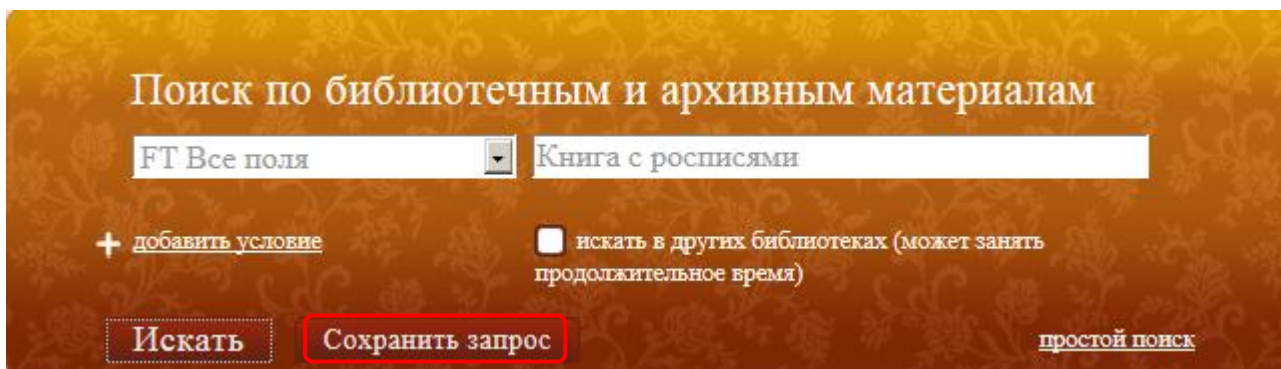 Поиск по библиотечным и архивным материалам
FT Все поля
Книга с росписями
добавить условие
искать в других библиотеках (может занять
продолжительное время)
Искать
Сохранить запрос
простой поиск